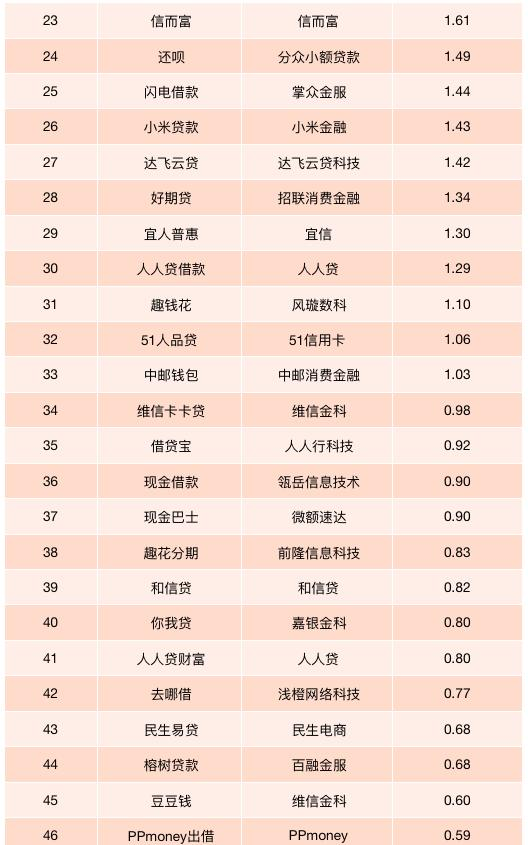 23 信而富 信而富 1.61
24 还呗 分众小额贷款 1.49
25 闪电借款 掌众金服 1.44
26 小米贷款 小米金融 1.43
27 达飞云贷 达飞云贷科技 1.42
28 好期贷 招联消费金融 1.34
29 宜人普惠 宜信 1.30
30 人人贷借款 人人贷 1.29
31 趣钱花 风璇数科 1.10
32 51人品贷 51信用卡 1.06
33 中邮钱包 中邮消费金融 1.03
34 维信卡卡贷 维信金科 0.98
35 借贷宝 人人行科技 0.92
36 现金借款 瓴岳信息技术 0.90
37 现金巴士 微额速达 0.90
38 趣花分期 前隆信息科技 0.83
39 和信贷 和信贷 0.82
40 你我贷 嘉银金科 0.80
41 人人贷财富 人人贷 0.80
42 去哪借 浅橙网络科技 0.77
43 民生易贷 民生电商 0.68
44 榕树贷款 百融金服 0.68
45 豆豆钱 维信金科 0.60
46 PPmoney出借 PPmoney 0.59